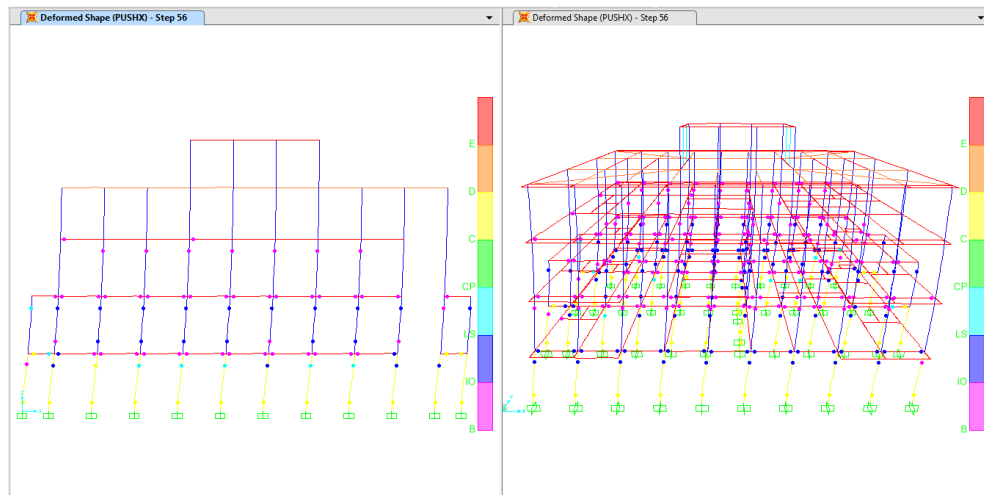 Deformed Shape (PUSHX) - Step 56
E
D
C
CP
LS
IO
B
Deformed Shape (PUSHX) - Step 56
E
D
C
CP
LS
IO
B